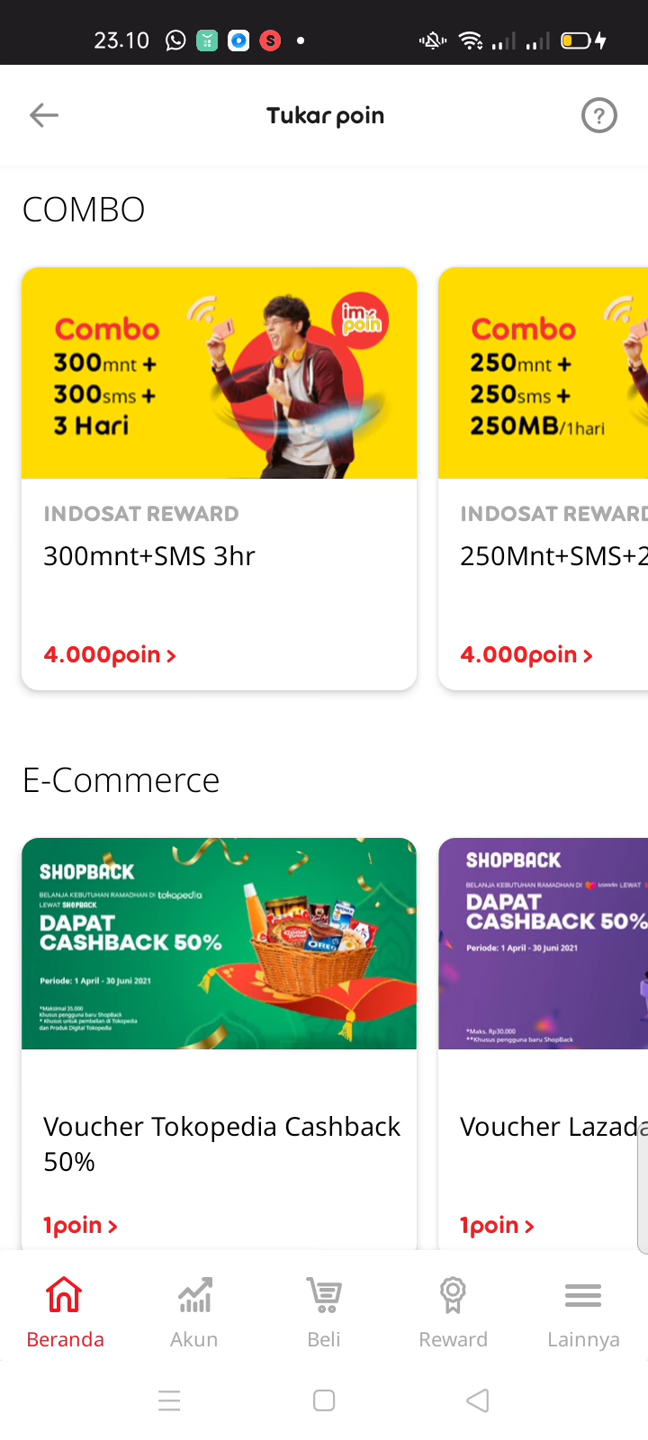 23.10
Tukar poin
?
COMBO
Combo
300mnt +
300sms +
3 Hari
im
poin
Combo
250mnt +
250sms +
250MB/1hari
INDOSAT REWARD
300mnt+SMS 3hr
4.000poin >
INDOSAT REWARD
250Mnt+SMS+2
4.000poin >
E-Commerce
SHOPBACK
BELANJA KEBUTUHAN RAMADHAN DI tokopedia
LEWAT SHOPBACK
DAPAT
CASHBACK 50%
Periode: 1 April - 30 Juni 2021
*Maksimal 35.000
Khusus pengguna baru ShopBack
* Khusus untuk pembelian di Tokopedia
dan Produk Digital Tokopedia
OREO
SHOPBACK
BELANJA KEBUTUHAN RAMADHAN DI LEWAT
DAPAT
CASHBACK 50%
Periode: 1 April - 30 Juni 2021
*Maks. Rp30.000
**Khusus pengguna baru ShopBack
Voucher Tokopedia Cashback
50%
1poin >
Voucher Lazada
1poin >
Beranda
Akun
Beli
Reward
Lainnya